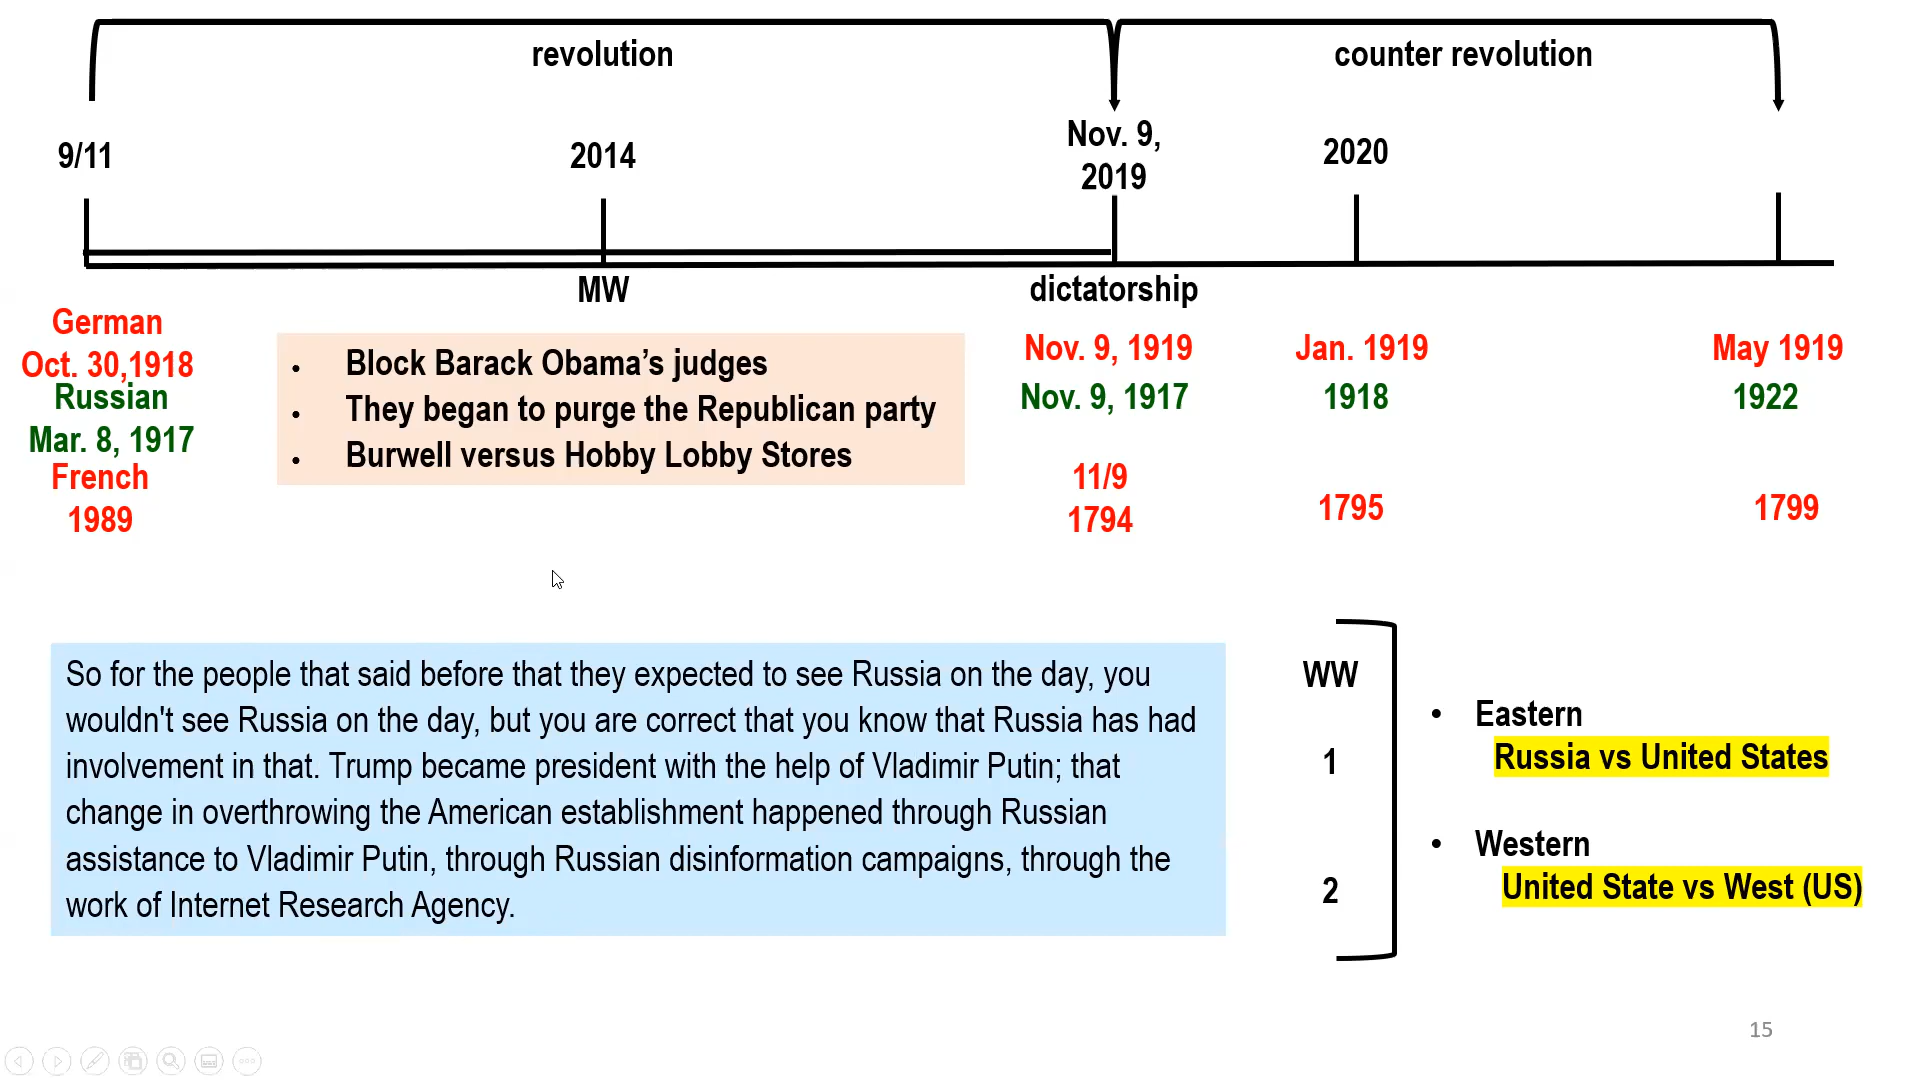 revolution
counter revolution
9/11
2014
Nov. 9,
2019
2020
MW
dictatorship
German
Oct. 30,1918
Russian
Mar. 8, 1917
French
1989
• Block Barack Obama’s judges
• They began to purge the Republican party
• Burwell versus Hobby Lobby Stores
Nov. 9, 1919
Nov. 9, 1917
11/9
1794
Jan. 1919
1918
1795
May 1919
1922
1799
So for the people that said before that they expected to see Russia on the day, you
wouldn't see Russia on the day, but you are correct that you know that Russia has had
involvement in that. Trump became president with the help of Vladimir Putin; that
change in overthrowing the American establishment happened through Russian
assistance to Vladimir Putin, through Russian disinformation campaigns, through the
work of Internet Research Agency.
WW
1
2
• Eastern
Russia vs United States
• Western
United State vs West (US)
15